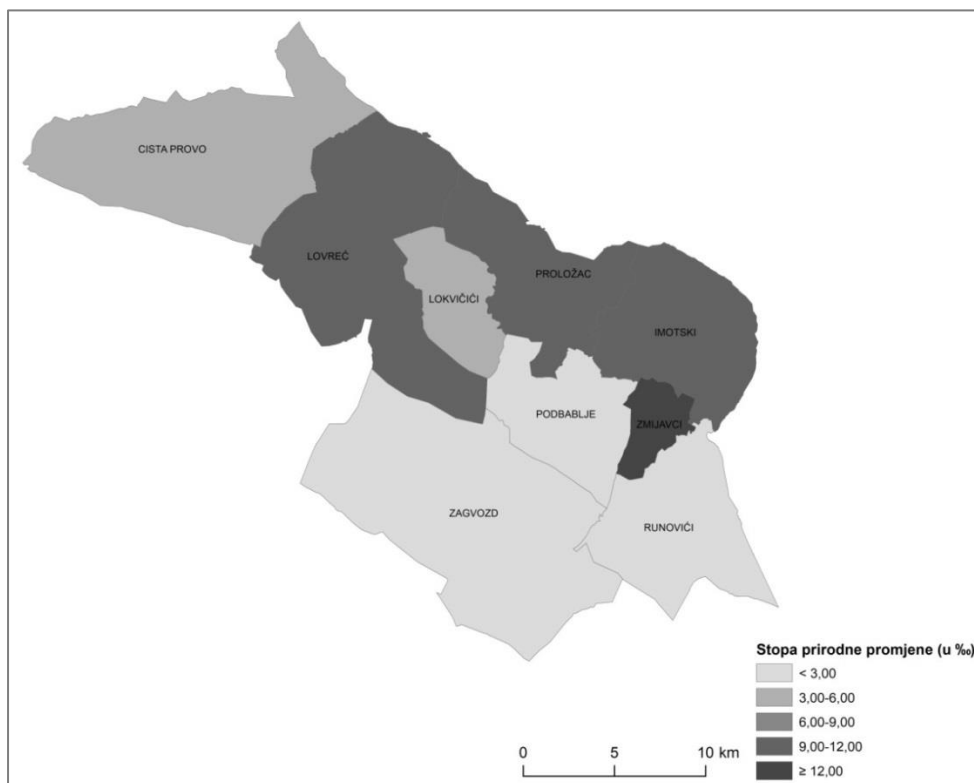 CISTA PROVO
LOVREĆ
PROLOŽAC
LOKVIČIĆI
IMOTSKI
PODBABLJE
ZMIJAVCI
ZAGVOZD
RUNOVIĆI
Stopa prirodne promjene (u ‰)
< 3,00
3,00-6,00
6,00-9,00
9,00-12,00
≥ 12,00
0 5 10 km